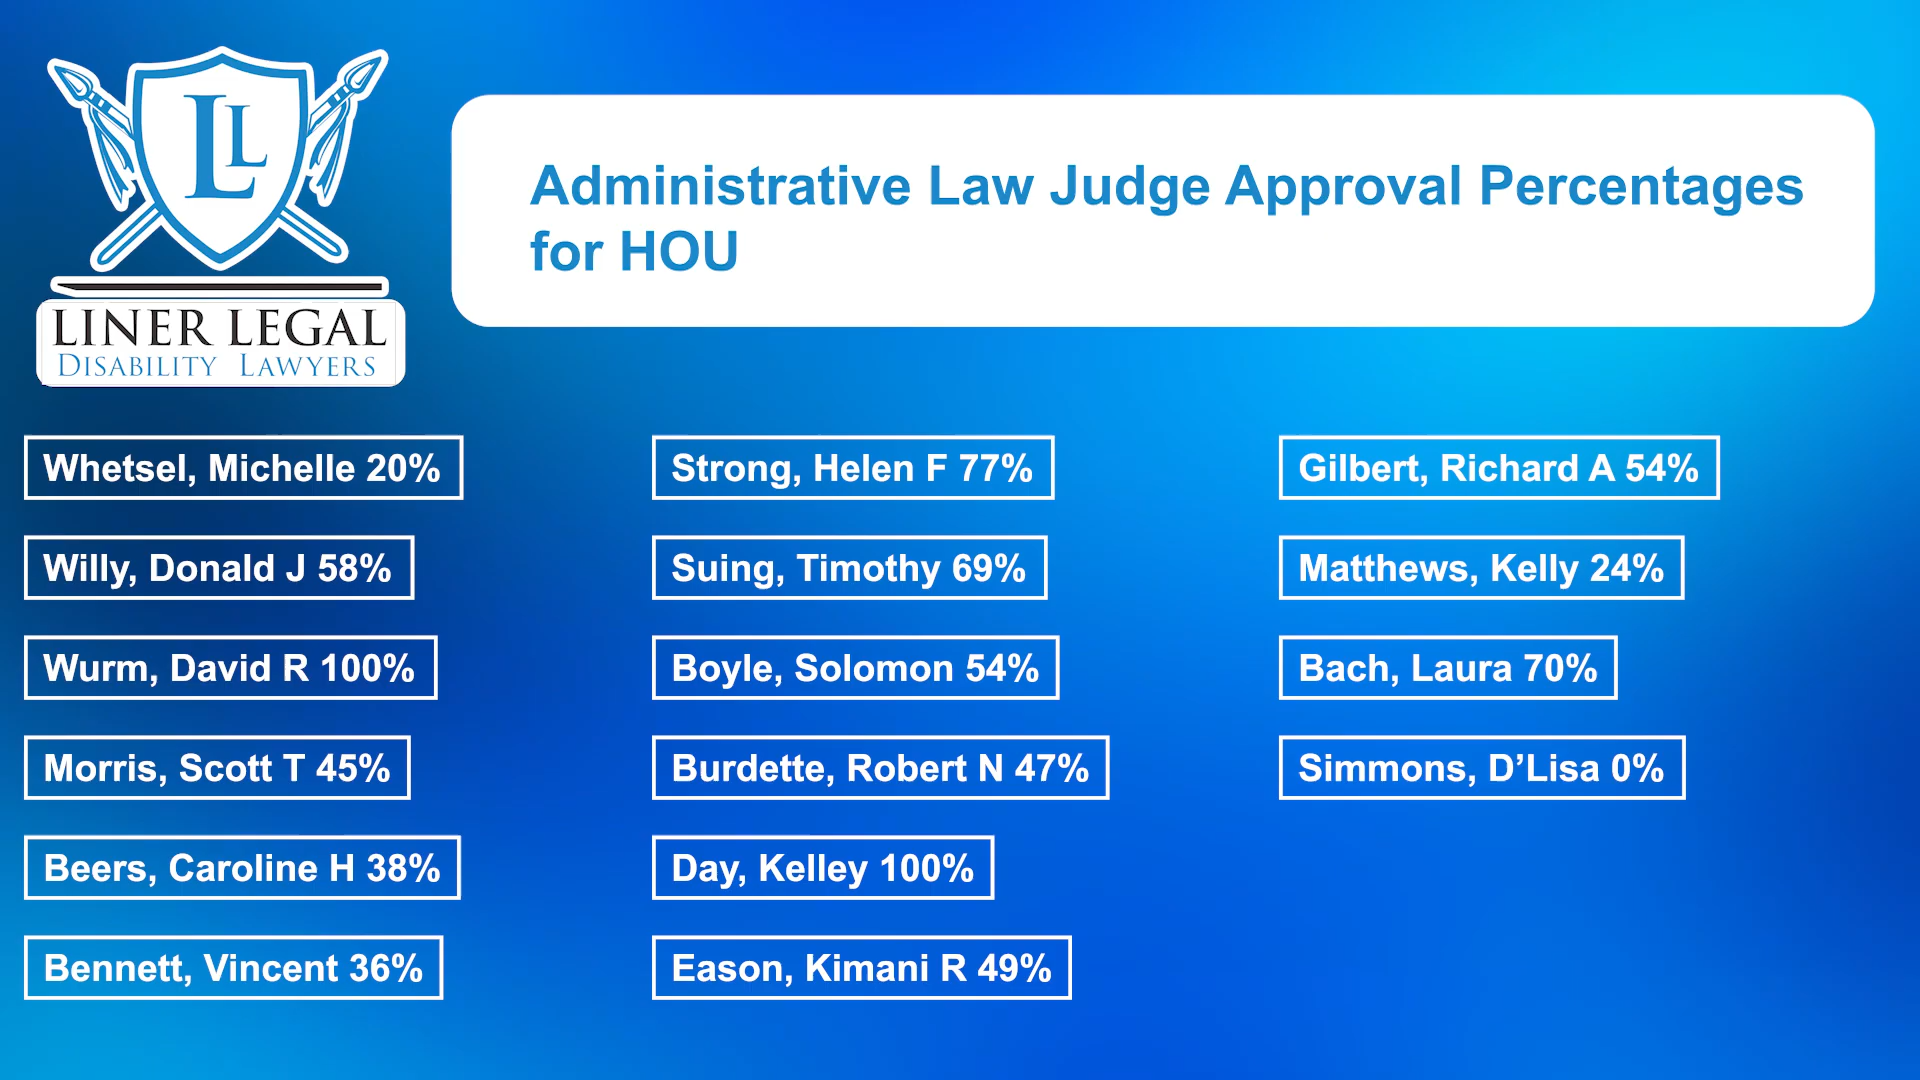 LL
LINER LEGAL
DISABILITY LAWYERS
Administrative Law Judge Approval Percentages
for HOU
Whetsel, Michelle 20%
Willy, Donald J 58%
Wurm, David R 100%
Morris, Scott T 45%
Beers, Caroline H 38%
Bennett, Vincent 36%
Strong, Helen F 77%
Suing, Timothy 69%
Boyle, Solomon 54%
Burdette, Robert N 47%
Day, Kelley 100%
Eason, Kimani R 49%
Gilbert, Richard A 54%
Matthews, Kelly 24%
Bach, Laura 70%
Simmons, D’Lisa 0%